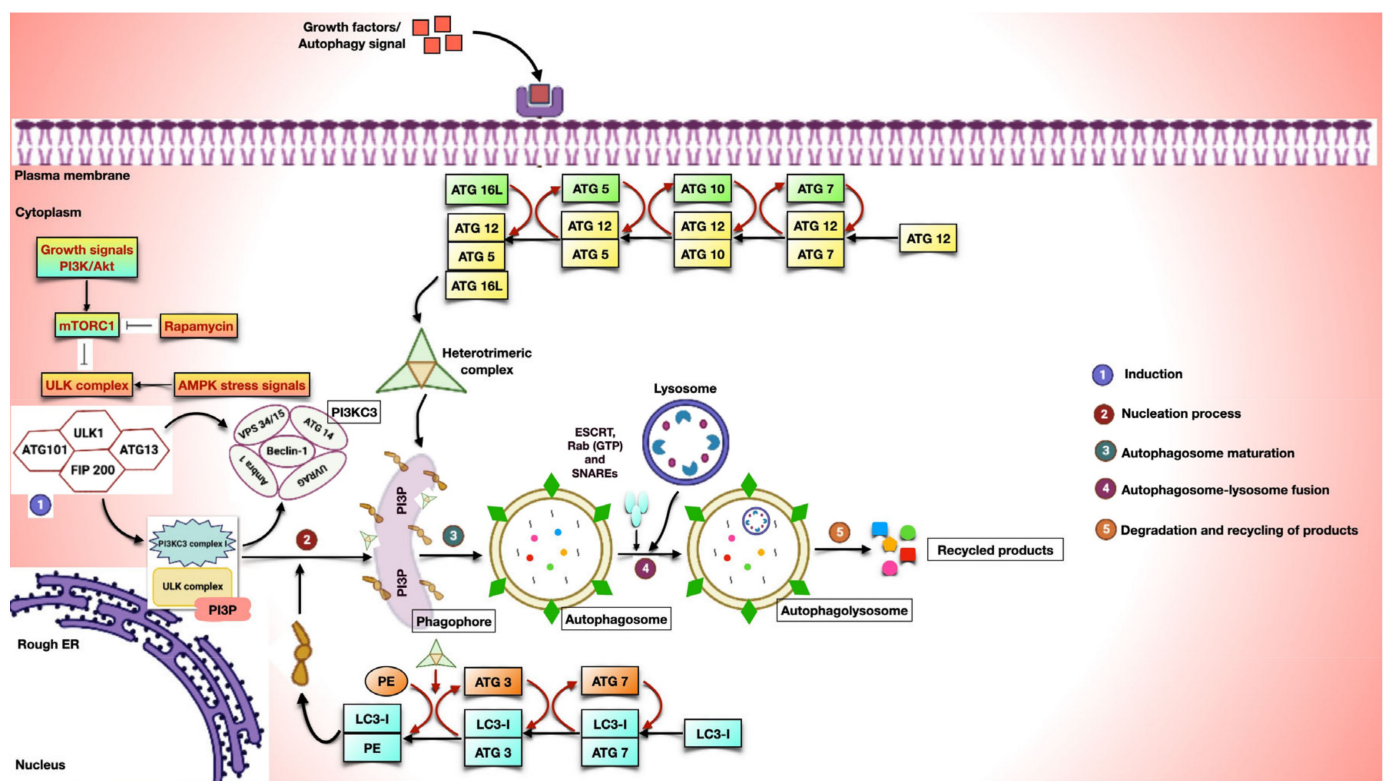 Growth factors/
Autophagy signal
Plasma membrane
Cytoplasm
ATG 16L
ATG 5
ATG 10
ATG 7
ATG 12
ATG 12
ATG 12
ATG 12
ATG 12
ATG 5
ATG 5
ATG 10
ATG 7
ATG 16L
Growth signals
PI3K/Akt
mTORC1
Rapamycin
ULK complex
AMPK stress signals
Heterotrimeric
complex
PI3KC3
VPS 34/15
ATG 14
Beclin-1
Ambra 1
UVRAG
ULK1
ATG101
ATG13
FIP 200
1
PI3KC3 complex I
ULK complex
PI3P
2
PI3P
PI3P
Phagophore
3
Autophagosome
ESCRT,
Rab (GTP)
and
SNAREs
Lysosome
4
Autophagolysosome
5
Recycled products
1 Induction
2 Nucleation process
3 Autophagosome maturation
4 Autophagosome-lysosome fusion
5 Degradation and recycling of products
Rough ER
Nucleus
PE
ATG 3
ATG 7
LC3-I
LC3-I
LC3-I
LC3-I
PE
ATG 3
ATG 7